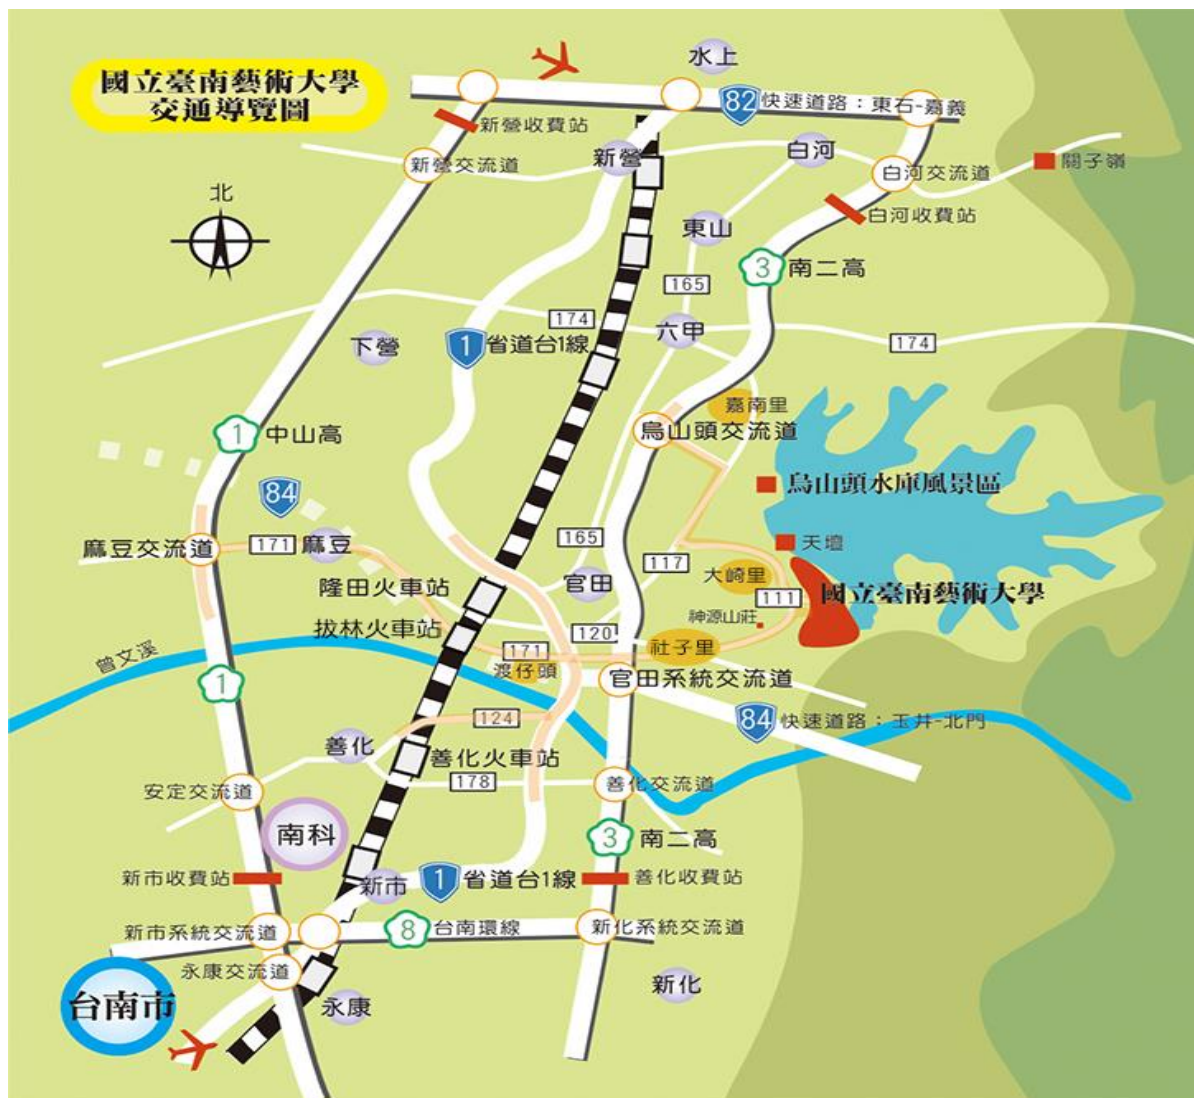 國立臺南藝術大學
交通導覽圖
水上
82
快速道路：東石-嘉義
新營收費站
新營交流道
新營
白河
白河交流道
關子嶺
北
白河收費站
東山
3
南二高
165
174
六甲
174
下營
1
省道台1線
嘉南里
1
中山高
烏山頭交流道
84
烏山頭水庫風景區
麻豆交流道
171
麻豆
165
天壇
117
大崎里
隆田火車站
官田
111
國立臺南藝術大學
神源山莊
拔林火車站
120
社子里
曾文溪
171
渡仔頭
1
官田系統交流道
124
84
快速道路：玉井-北門
善化
善化火車站
178
安定交流道
善化交流道
南科
3
南二高
新市收費站
新市
1
省道台1線
善化收費站
新市系統交流道
8
台南環線
新化系統交流道
永康交流道
台南市
永康
新化